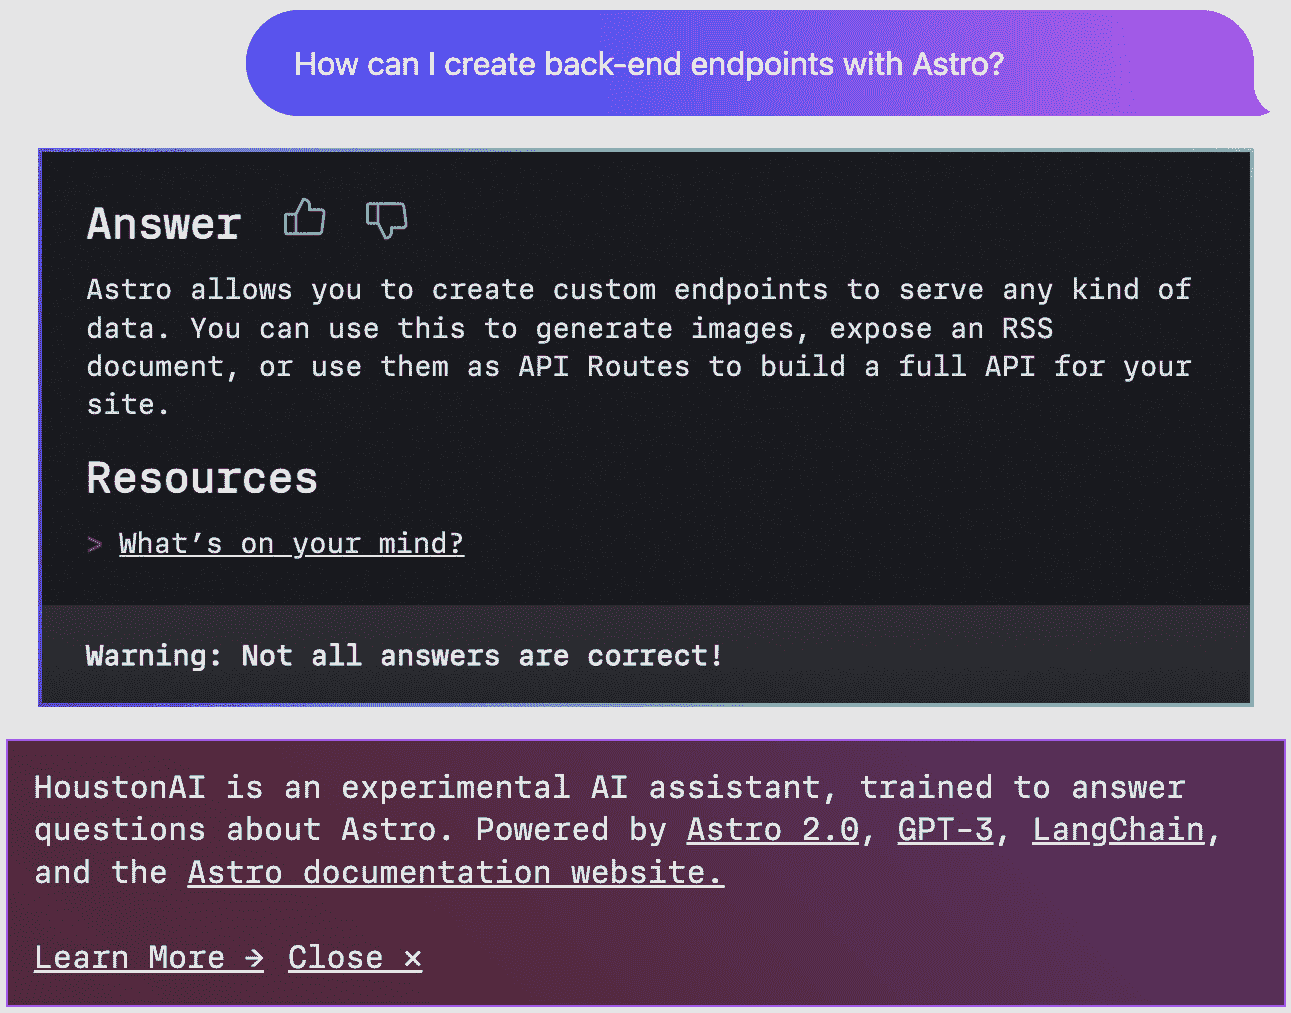 How can I create back-end endpoints with Astro?
Answer
Astro allows you to create custom endpoints to serve any kind of
data. You can use this to generate images, expose an RSS
document, or use them as API Routes to build a full API for your
site.
Resources
> What’s on your mind?
Warning: Not all answers are correct!
HoustonAI is an experimental AI assistant, trained to answer
questions about Astro. Powered by Astro 2.0, GPT-3, LangChain,
and the Astro documentation website.
Learn More → Close ×